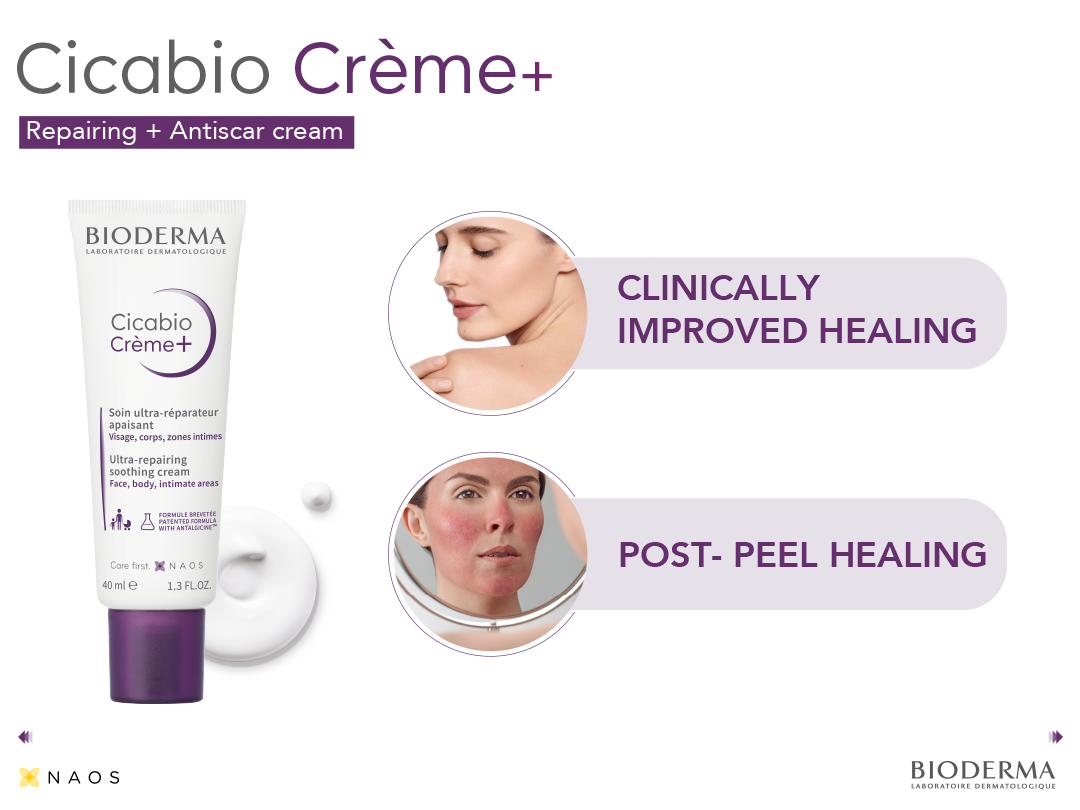 Cicabio Crème+
Repairing + Antiscar cream
BIODERMA
LABORATOIRE DERMATOLOGIQUE
Cicabio
Crème+
Soin ultra-réparateur
apaisant
Visage, corps, zones intimes
Ultra-repairing
soothing cream
Face, body, intimate areas
FORMULE BREVETÉE
PATENTED FORMULA
WITH ANTALGICINE™
Care first. NAOS
40 ml ℮ 1.3 FL.OZ.
CLINICALLY
IMPROVED HEALING
POST- PEEL HEALING
NAOS
BIODERMA
LABORATOIRE DERMATOLOGIQUE